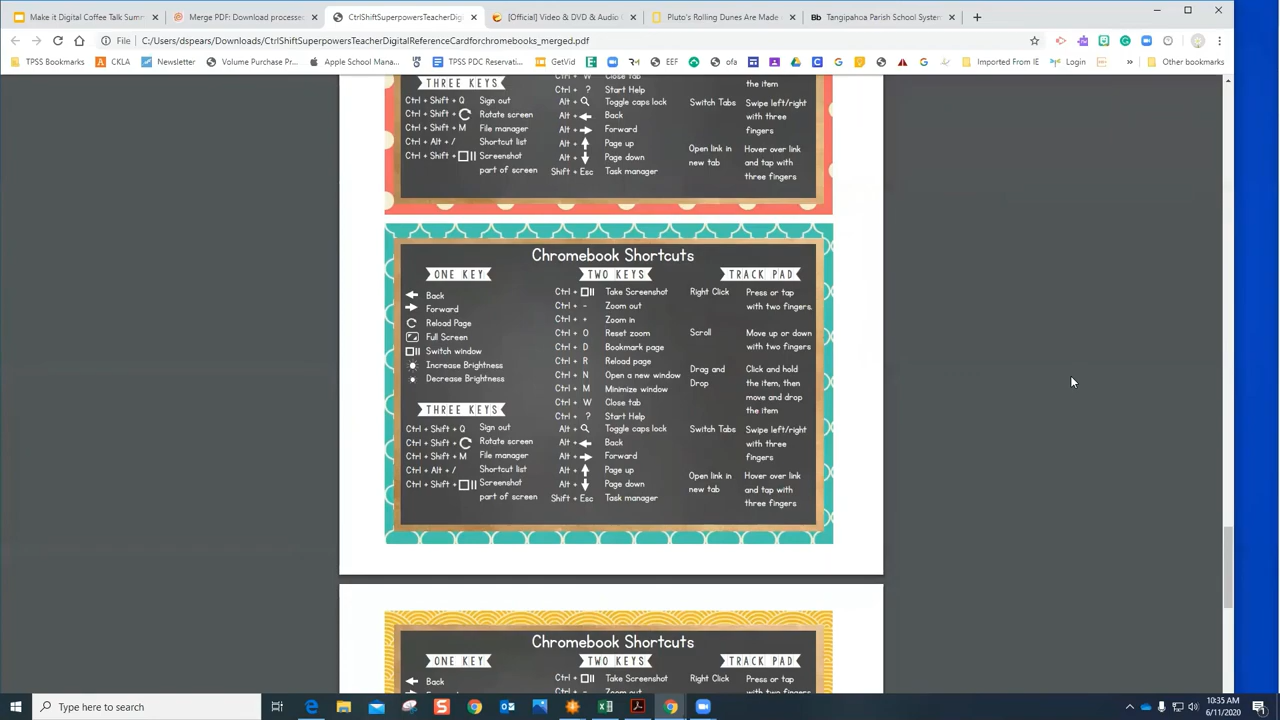 Make it Digital Coffee Talk Summ
Merge PDF: Download processed
CtrlShiftSuperpowersTeacherDigi
[Official] Video & DVD & Audio C
Pluto's Rolling Dunes Are Made
Bb Tangipahoa Parish School System
File C:/Users/dspears/Downloads/CtrlShiftSuperpowersTeacherDigitalReferenceCardforchromebooks_merged.pdf
TPSS Bookmarks
CKLA
Newsletter
Volume Purchase Pr...
Apple School Mana...
TPSS PDC Reservati...
GetVid
EEF
ofa
Imported From IE
Login
»
Other bookmarks
THREE KEYS
Ctrl + Shift + Q Sign out
Ctrl + Shift + Rotate screen
Ctrl + Shift + M File manager
Ctrl + Alt + / Shortcut list
Ctrl + Shift + Screenshot
part of screen
Ctrl + W Close tab
Ctrl + ? Start Help
Alt + Toggle caps lock
Alt + Back
Alt + Forward
Alt + Page up
Alt + Page down
Shift + Esc Task manager
the item
Switch Tabs Swipe left/right
with three
fingers
Open link in Hover over link
new tab and tap with
three fingers
Chromebook Shortcuts
ONE KEY
Back
Forward
Reload Page
Full Screen
Switch window
Increase Brightness
Decrease Brightness
THREE KEYS
Ctrl + Shift + Q Sign out
Ctrl + Shift + Rotate screen
Ctrl + Shift + M File manager
Ctrl + Alt + / Shortcut list
Ctrl + Shift + Screenshot
part of screen
TWO KEYS
Ctrl + Take Screenshot
Ctrl + - Zoom out
Ctrl + + Zoom in
Ctrl + 0 Reset zoom
Ctrl + D Bookmark page
Ctrl + R Reload page
Ctrl + N Open a new window
Ctrl + M Minimize window
Ctrl + W Close tab
Ctrl + ? Start Help
Alt + Toggle caps lock
Alt + Back
Alt + Forward
Alt + Page up
Alt + Page down
Shift + Esc Task manager
TRACK PAD
Right Click Press or tap
with two fingers.
Scroll Move up or down
with two fingers
Drag and Click and hold
Drop the item, then
move and drop
the item
Switch Tabs Swipe left/right
with three
fingers
Open link in Hover over link
new tab and tap with
three fingers
Chromebook Shortcuts
ONE KEY
Back
TWO KEYS
Ctrl + Take Screenshot
TRACK PAD
Right Click Press or tap
Type here to search
10:35 AM
6/11/2020